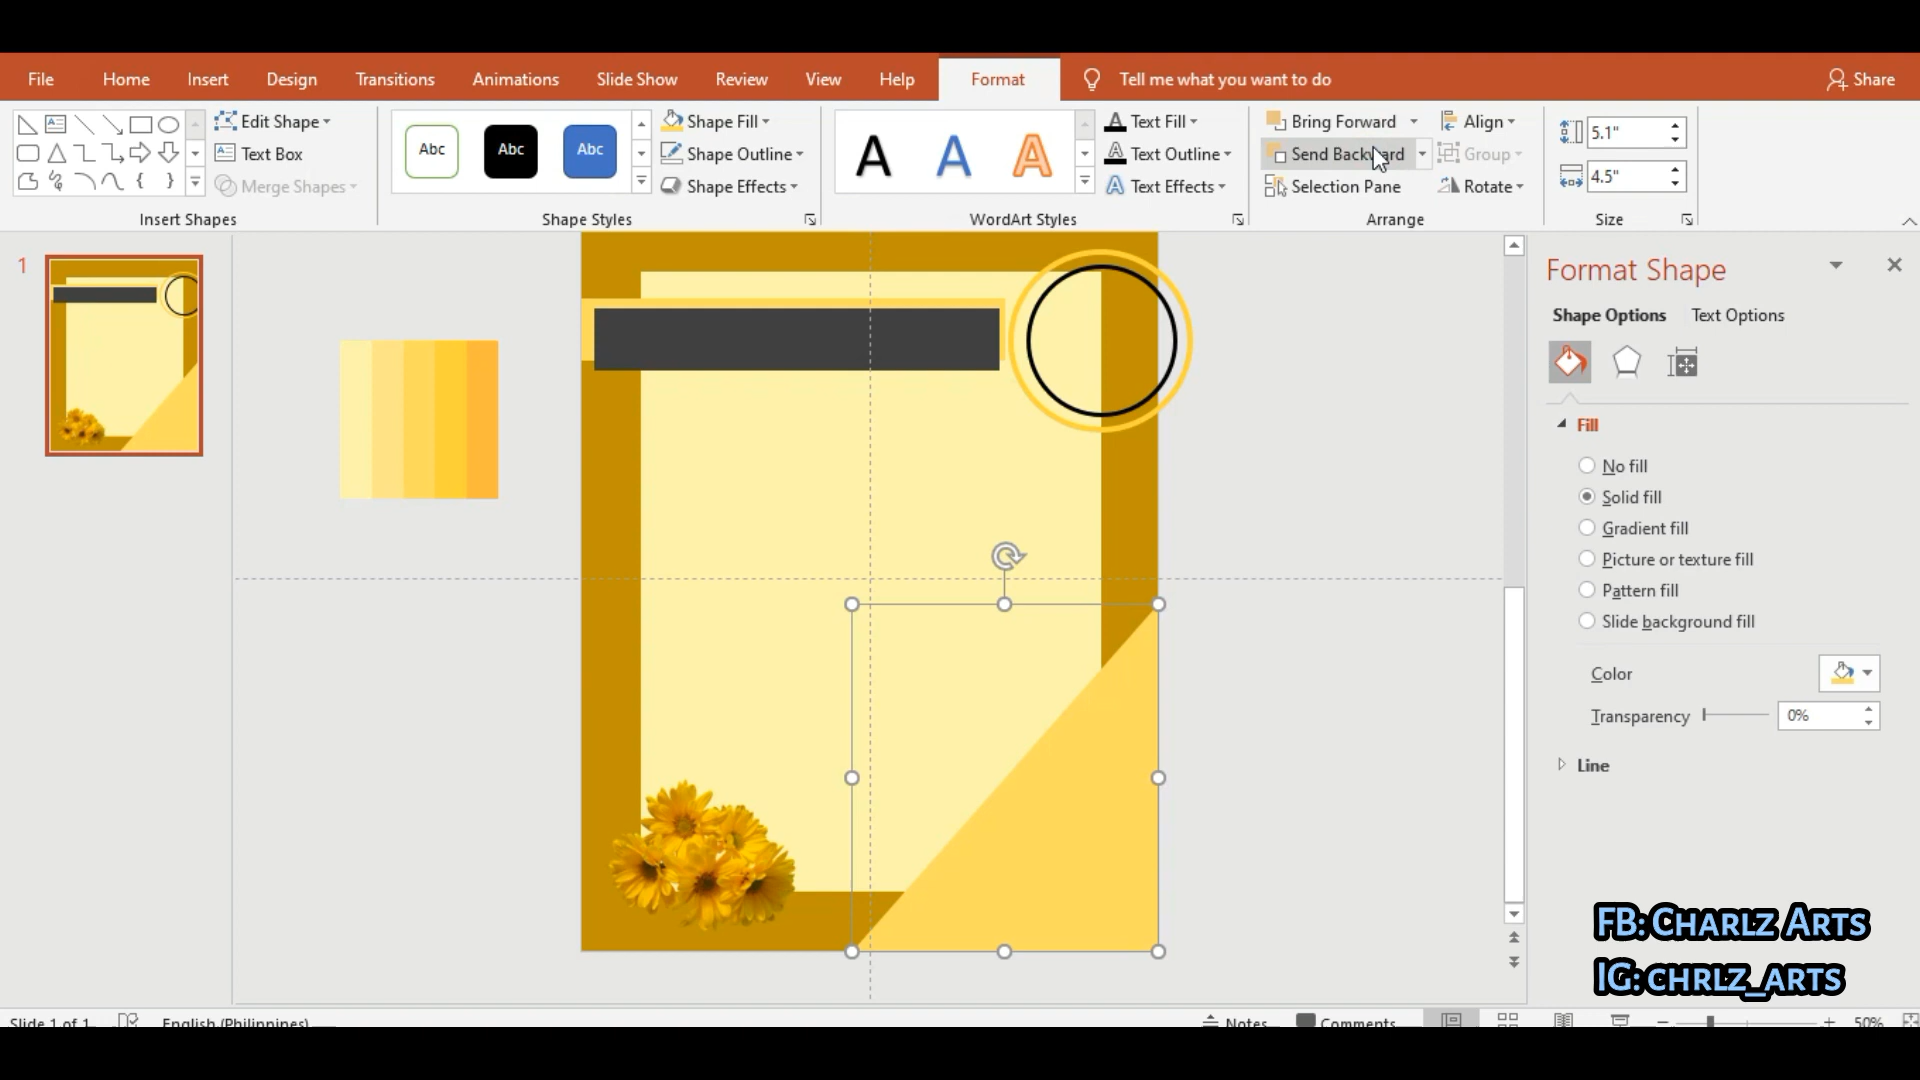 File Home Insert Design Transitions Animations Slide Show Review View Help Format Tell me what you want to do Share
Edit Shape
Text Box
Merge Shapes
Insert Shapes
Abc Abc Abc
Shape Fill
Shape Outline
Shape Effects
Shape Styles
A A A
Text Fill
Text Outline
Text Effects
WordArt Styles
Bring Forward
Send Backward
Selection Pane
Align
Group
Rotate
Arrange
5.1"
4.5"
Size
1
Format Shape
Shape Options Text Options
Fill
No fill
Solid fill
Gradient fill
Picture or texture fill
Pattern fill
Slide background fill
Color
Transparency 0%
Line
FB: Charlz Arts
IG: chrlz_arts
Slide 1 of 1 English (Philippines) Notes Comments 50%